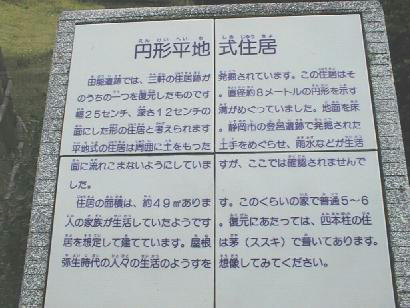 円形平地式住居
由能遺跡では、三軒の住居跡が発掘されています。この住居はそ
のうちの一つを復元したものです。直径約8メートルの円形を示す
幅25センチ、深さ12センチの溝がめぐっていました。地面を床
面にした形の住居と考えられます。静岡市の登呂遺跡で発掘された
平地式の住居は周囲に土をもった土手をめぐらせ、雨水などが生活
面に流れこまないようにしていますが、ここでは確認されませんで
した。
住居の面積は、約49㎡あります。このくらいの家で普通5〜6
人の家族が生活していたようです。復元にあたっては、四本柱の住
居を想定して建てています。屋根は茅（ススキ）で葺いてあります。
弥生時代の人々の生活のようすを想像してみてください。